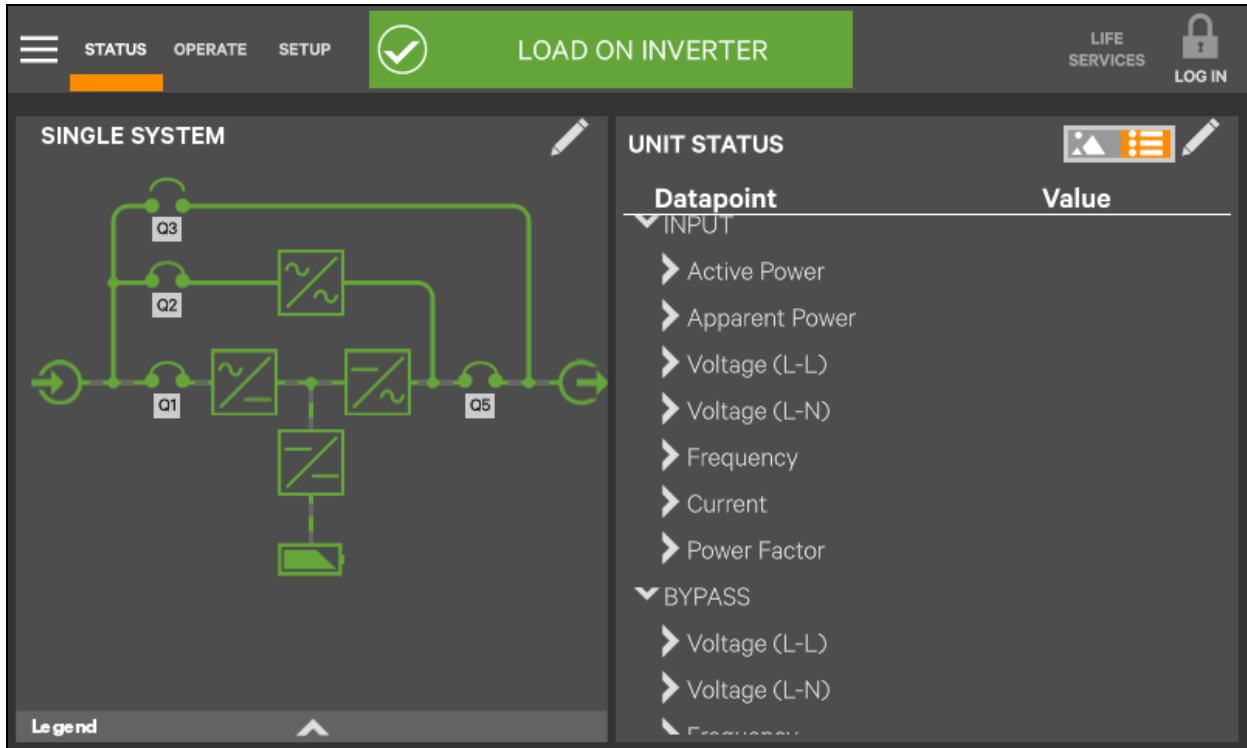 STATUS OPERATE SETUP LOAD ON INVERTER LIFE SERVICES LOG IN
SINGLE SYSTEM
Q3
Q2
Q1 Q5
Legend
UNIT STATUS
Datapoint Value
INPUT
Active Power
Apparent Power
Voltage (L-L)
Voltage (L-N)
Frequency
Current
Power Factor
BYPASS
Voltage (L-L)
Voltage (L-N)
Frequency